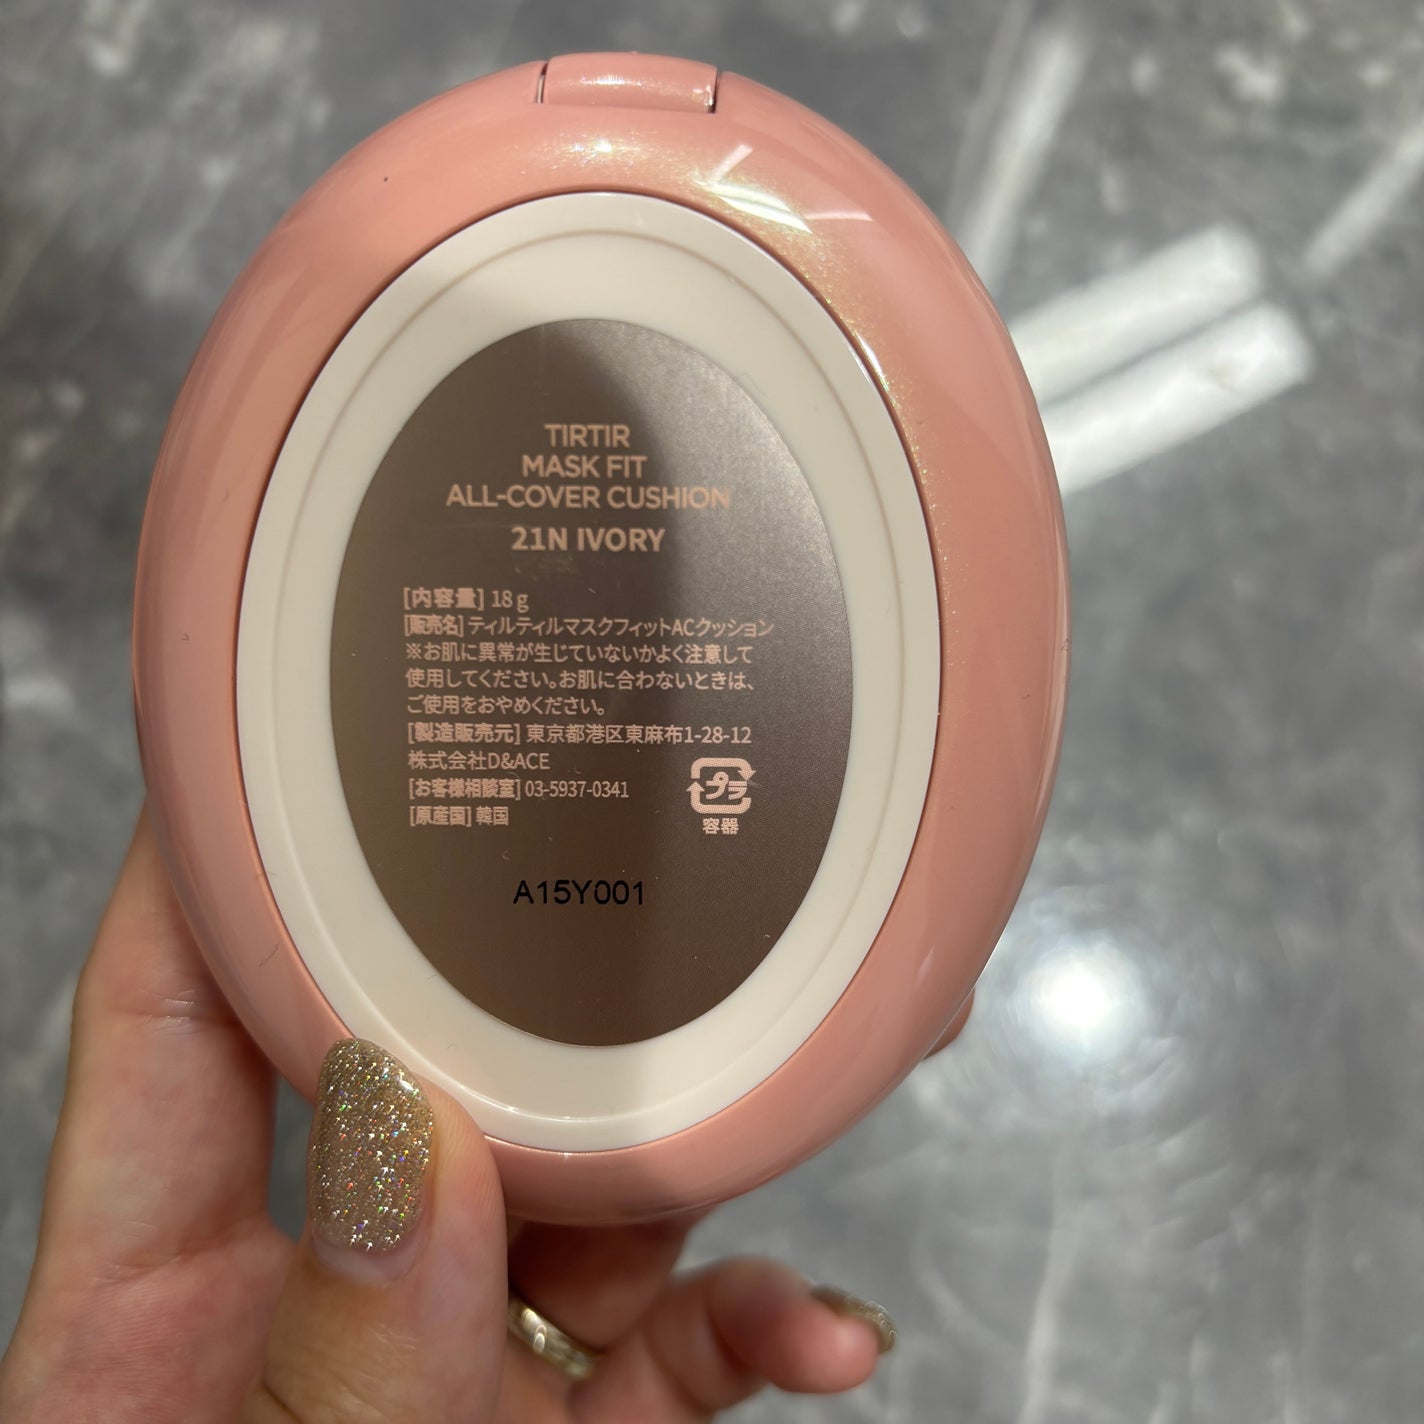 TIRTIR
MASK FIT
ALL-COVER CUSHION
21N IVORY
[内容量] 18 g
[販売名] ティルティルマスクフィットACクッション
※お肌に異常が生じていないかよく注意して
使用してください。お肌に合わないときは、
ご使用をおやめください。
[製造販売元] 東京都港区東麻布1-28-12
株式会社D&ACE
[お客様相談室] 03-5937-0341
[原産国] 韓国
プラ
容器
A15Y001